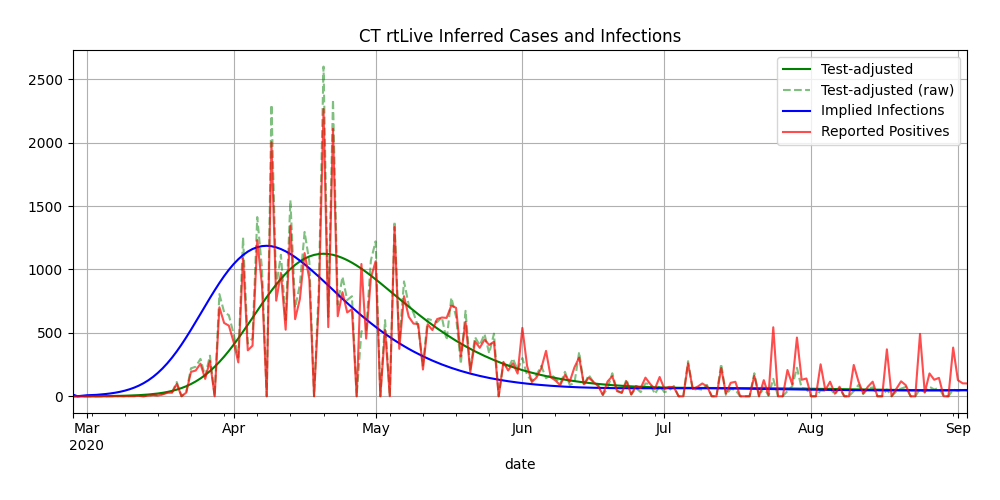 CT rtLive Inferred Cases and Infections
Test-adjusted
Test-adjusted (raw)
Implied Infections
Reported Positives
2500
2000
1500
1000
500
0
Mar Apr May Jun Jul Aug Sep
2020
date